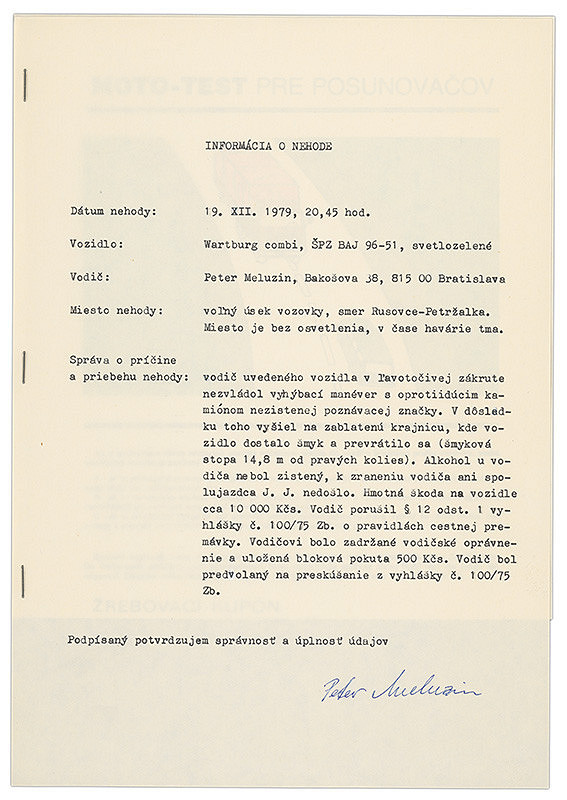 MOTO-TEST PRE POSUNOVAČOV
INFORMÁCIA O NEHODE
Dátum nehody: 19. XII. 1979, 20,45 hod.
Vozidlo: Wartburg combi, ŠPZ BAJ 96-51, svetlozelené
Vodič: Peter Meluzin, Bakošova 38, 815 00 Bratislava
Miesto nehody: voľný úsek vozovky, smer Rusovce-Petržalka.
Miesto je bez osvetlenia, v čase havárie tma.
Správa o príčine
a priebehu nehody: vodič uvedeného vozidla v ľavotočivej zákrute
nezvládol vyhýbací manéver s oprotiidúcim ka-
miónom nezistenej poznávacej značky. V dôsled-
ku toho vyšiel na zablatenú krajnicu, kde vo-
zidlo dostalo šmyk a prevrátilo sa (šmyková
stopa 14,8 m od pravých kolies). Alkohol u vo-
diča nebol zistený, k zraneniu vodiča ani spo-
lujazdca J. J. nedošlo. Hmotná škoda na vozidle
cca 10 000 Kčs. Vodič porušil § 12 odst. 1 vy-
hlášky č. 100/75 Zb. o pravidlách cestnej pre-
mávky. Vodičovi bolo zadržané vodičské oprávne-
nie a uložená bloková pokuta 500 Kčs. Vodič bol
predvolaný na preskúšanie z vyhlášky č. 100/75
Zb.
ŽREBOVACÍ KUPÓN
Podpísaný potvrdzujem správnosť a úplnosť údajov
Peter Meluzin